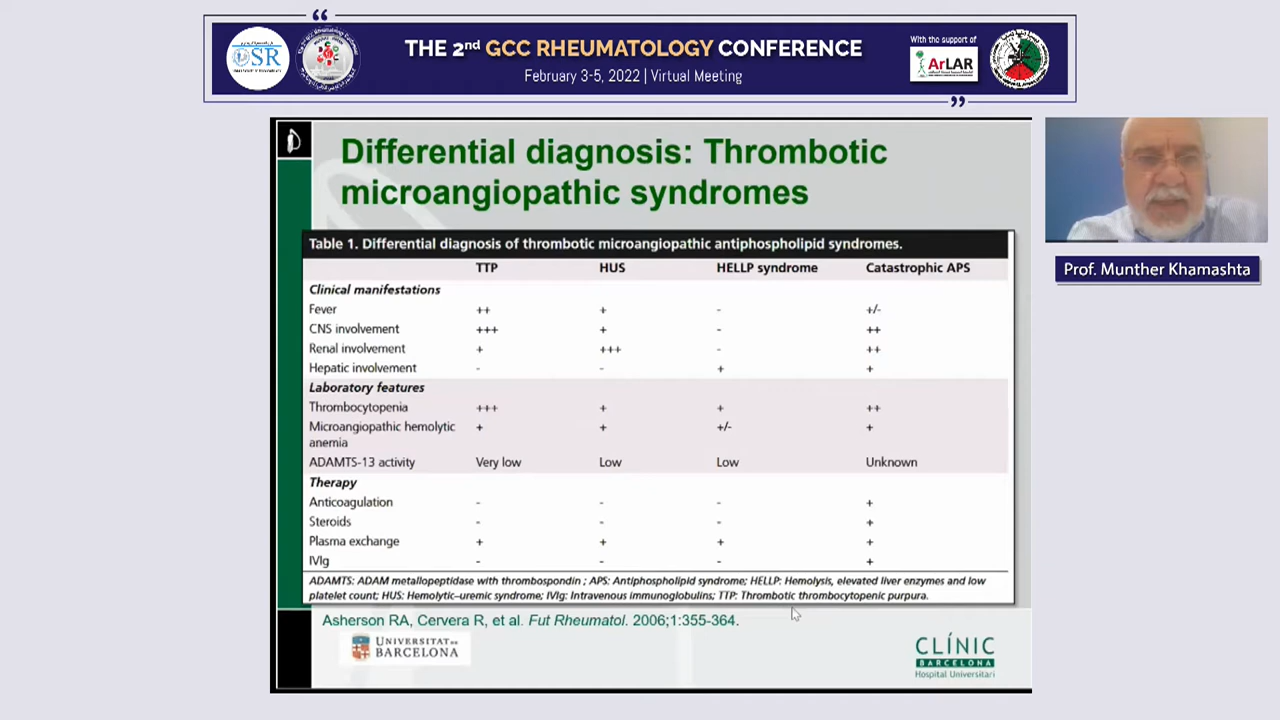 THE 2nd GCC RHEUMATOLOGY CONFERENCE
February 3-5, 2022 | Virtual Meeting
OSR
With the support of
ArLAR
Prof. Munther Khamashta
Differential diagnosis: Thrombotic
microangiopathic syndromes
Table 1. Differential diagnosis of thrombotic microangiopathic antiphospholipid syndromes.
TTP HUS HELLP syndrome Catastrophic APS
Clinical manifestations
Fever ++ + - +/-
CNS involvement +++ + - ++
Renal involvement + +++ - ++
Hepatic involvement - - + +
Laboratory features
Thrombocytopenia +++ + + ++
Microangiopathic hemolytic + + +/- +
anemia
ADAMTS-13 activity Very low Low Low Unknown
Therapy
Anticoagulation - - - +
Steroids - - - +
Plasma exchange + + + +
IVIg - - - +
ADAMTS: ADAM metallopeptidase with thrombospondin ; APS: Antiphospholipid syndrome; HELLP: Hemolysis, elevated liver enzymes and low
platelet count; HUS: Hemolytic–uremic syndrome; IVIg: Intravenous immunoglobulins; TTP: Thrombotic thrombocytopenic purpura.
Asherson RA, Cervera R, et al. Fut Rheumatol. 2006;1:355-364.
UNIVERSITAT DE
BARCELONA
CLÍNIC
BARCELONA
Hospital Universitari